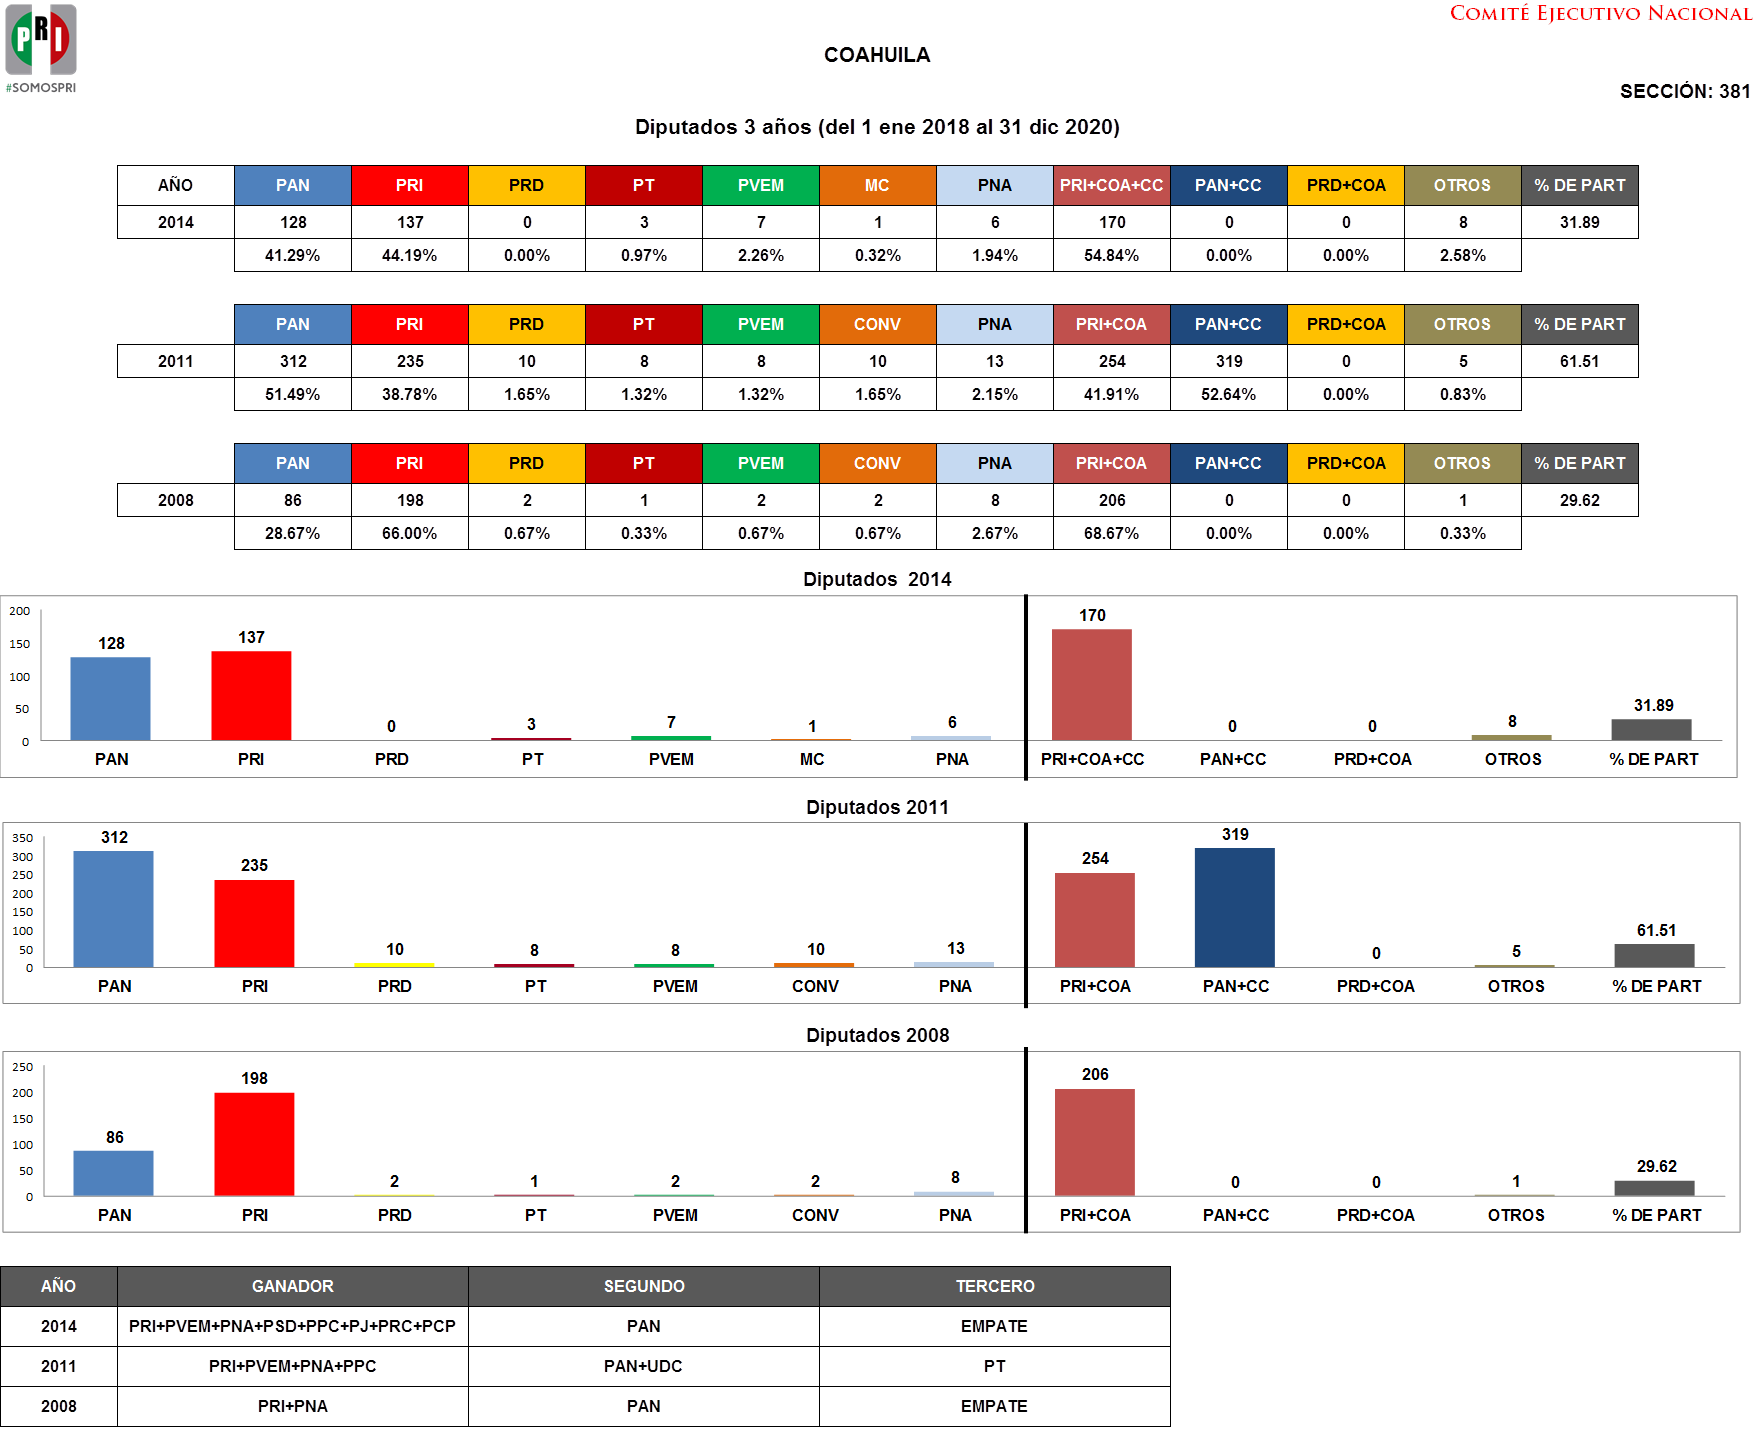 PRI
#SOMOSPRI
COMITÉ EJECUTIVO NACIONAL
COAHUILA
SECCIÓN: 381
Diputados 3 años (del 1 ene 2018 al 31 dic 2020)
AÑO PAN PRI PRD PT PVEM MC PNA PRI+COA+CC PAN+CC PRD+COA OTROS % DE PART
2014 128 137 0 3 7 1 6 170 0 0 8 31.89
41.29% 44.19% 0.00% 0.97% 2.26% 0.32% 1.94% 54.84% 0.00% 0.00% 2.58%
PAN PRI PRD PT PVEM CONV PNA PRI+COA PAN+CC PRD+COA OTROS % DE PART
2011 312 235 10 8 8 10 13 254 319 0 5 61.51
51.49% 38.78% 1.65% 1.32% 1.32% 1.65% 2.15% 41.91% 52.64% 0.00% 0.83%
PAN PRI PRD PT PVEM CONV PNA PRI+COA PAN+CC PRD+COA OTROS % DE PART
2008 86 198 2 1 2 2 8 206 0 0 1 29.62
28.67% 66.00% 0.67% 0.33% 0.67% 0.67% 2.67% 68.67% 0.00% 0.00% 0.33%
Diputados 2014
200
150
100
50
0
128 137 0 3 7 1 6 170 0 0 8 31.89
PAN PRI PRD PT PVEM MC PNA PRI+COA+CC PAN+CC PRD+COA OTROS % DE PART
Diputados 2011
350
300
250
200
150
100
50
0
312 235 10 8 8 10 13 254 319 0 5 61.51
PAN PRI PRD PT PVEM CONV PNA PRI+COA PAN+CC PRD+COA OTROS % DE PART
Diputados 2008
250
200
150
100
50
0
86 198 2 1 2 2 8 206 0 0 1 29.62
PAN PRI PRD PT PVEM CONV PNA PRI+COA PAN+CC PRD+COA OTROS % DE PART
AÑO GANADOR SEGUNDO TERCERO
2014 PRI+PVEM+PNA+PSD+PPC+PJ+PRC+PCP PAN EMPATE
2011 PRI+PVEM+PNA+PPC PAN+UDC PT
2008 PRI+PNA PAN EMPATE